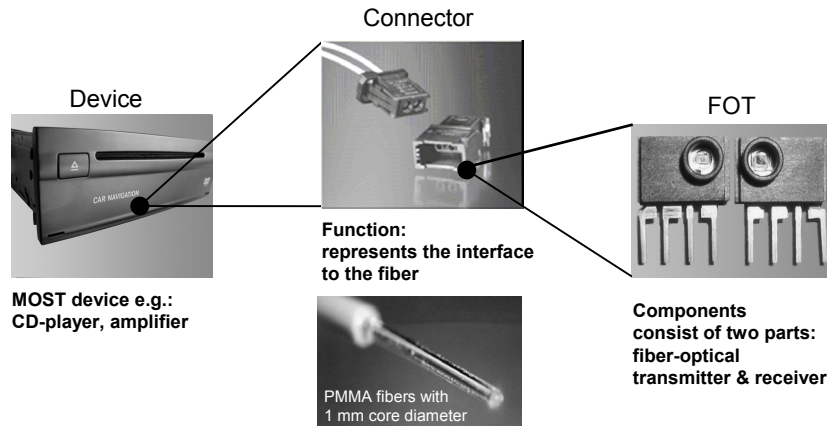 Connector
Device
FOT
CAR NAVIGATION
Function:
represents the interface
to the fiber
MOST device e.g.:
CD-player, amplifier
Components
consist of two parts:
fiber-optical
transmitter & receiver
PMMA fibers with
1 mm core diameter